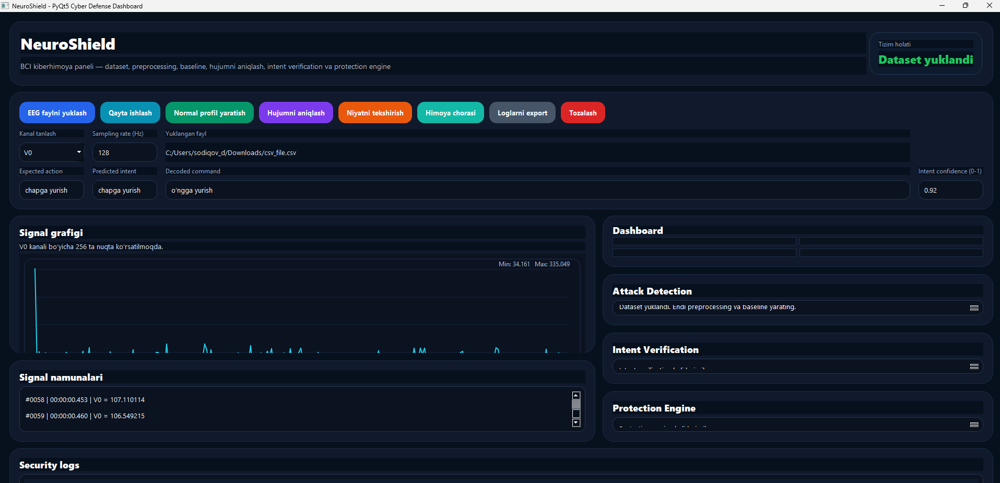 NeuroShield - PyQt5 Cyber Defense Dashboard
NeuroShield
BCI kiberhimoya paneli — dataset, preprocessing, baseline, hujumni aniqlash, intent verification va protection engine
Tizim holati
Dataset yuklandi
EEG faylni yuklash
Qayta ishlash
Normal profil yaratish
Hujumni aniqlash
Niyatni tekshirish
Himoya chorasi
Loglarni export
Tozalash
Kanal tanlash
Sampling rate (Hz)
Yuklangan fayl
V0
128
C:/Users/sodiqov_d/Downloads/csv_file.csv
Expected action
Predicted intent
Decoded command
Intent confidence (0-1)
chapga yurish
chapga yurish
o‘ngga yurish
0.92
Signal grafigi
V0 kanali bo‘yicha 256 ta nuqta ko‘rsatilmoqda.
Min: 34.161 Max: 335.049
Signal namunalari
#0058 | 00:00:00.453 | V0 = 107.110114
#0059 | 00:00:00.460 | V0 = 106.549215
Dashboard
Attack Detection
Dataset yuklandi. Endi preprocessing va baseline yarating.
Intent Verification
Protection Engine
Security logs